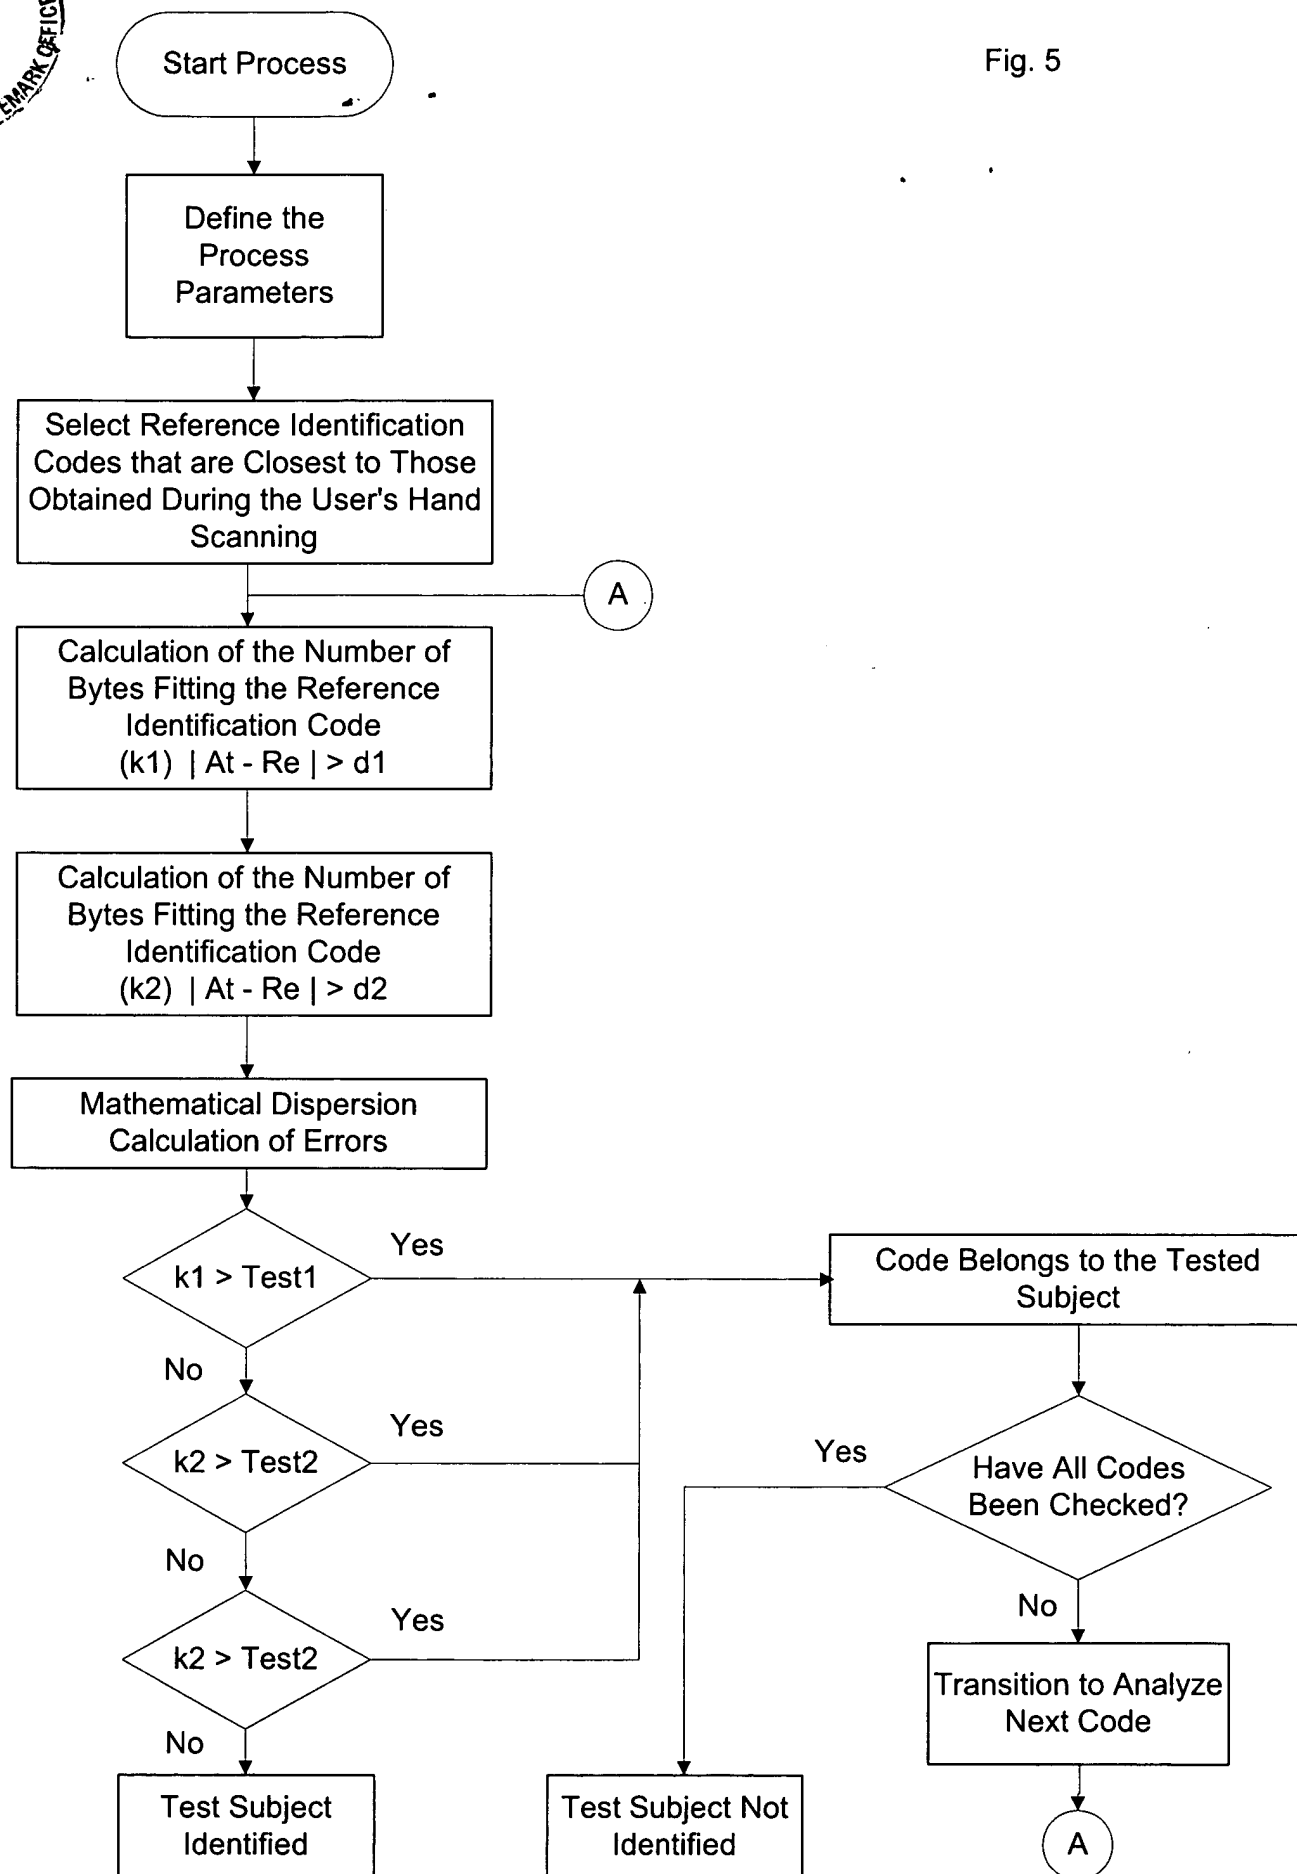 EMARK OFFICE
Start Process
Fig. 5
Define the
Process
Parameters
Select Reference Identification
Codes that are Closest to Those
Obtained During the User's Hand
Scanning
A
Calculation of the Number of
Bytes Fitting the Reference
Identification Code
(k1) | At - Re | > d1
Calculation of the Number of
Bytes Fitting the Reference
Identification Code
(k2) | At - Re | > d2
Mathematical Dispersion
Calculation of Errors
k1 > Test1
Yes
Code Belongs to the Tested
Subject
No
k2 > Test2
Yes
Yes
Have All Codes
Been Checked?
No
k2 > Test2
Yes
No
Transition to Analyze
Next Code
No
Test Subject
Identified
Test Subject Not
Identified
A